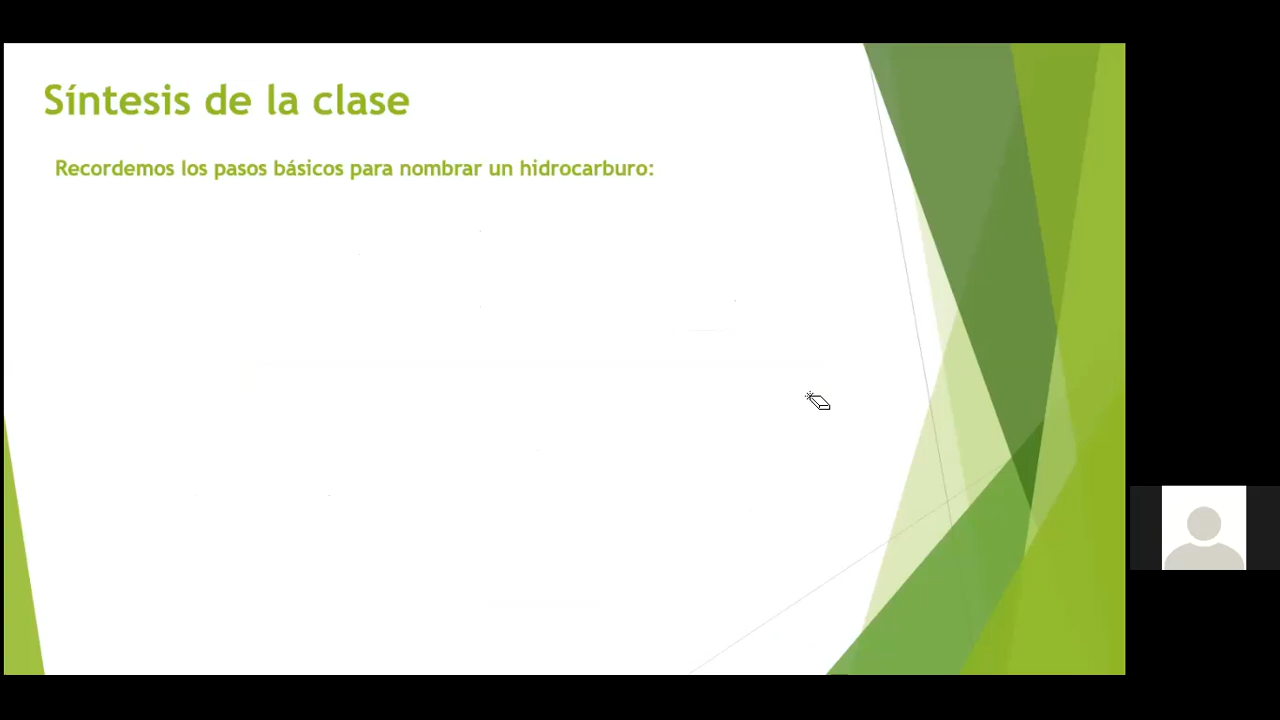 Síntesis de la clase
Recordemos los pasos básicos para nombrar un hidrocarburo: